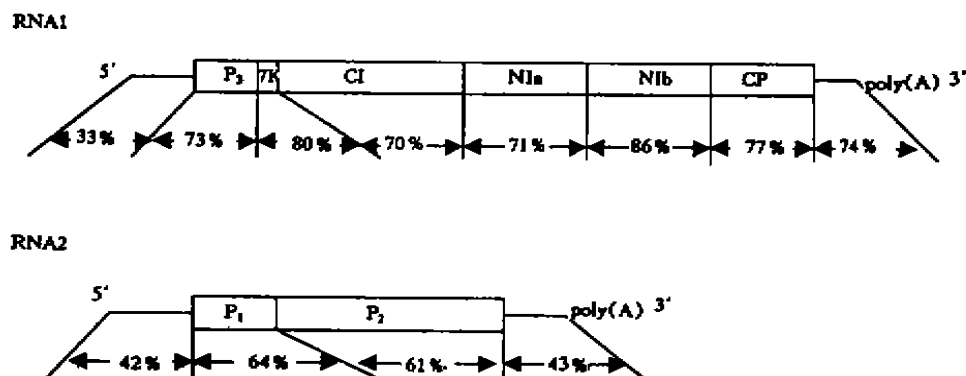 RNA1
5' P₃ 7K CI NIa NIb CP poly(A) 3'
33% 73% 80% 70% 71% 86% 77% 74%
RNA2
5' P₁ P₂ poly(A) 3'
42% 64% 61% 43%